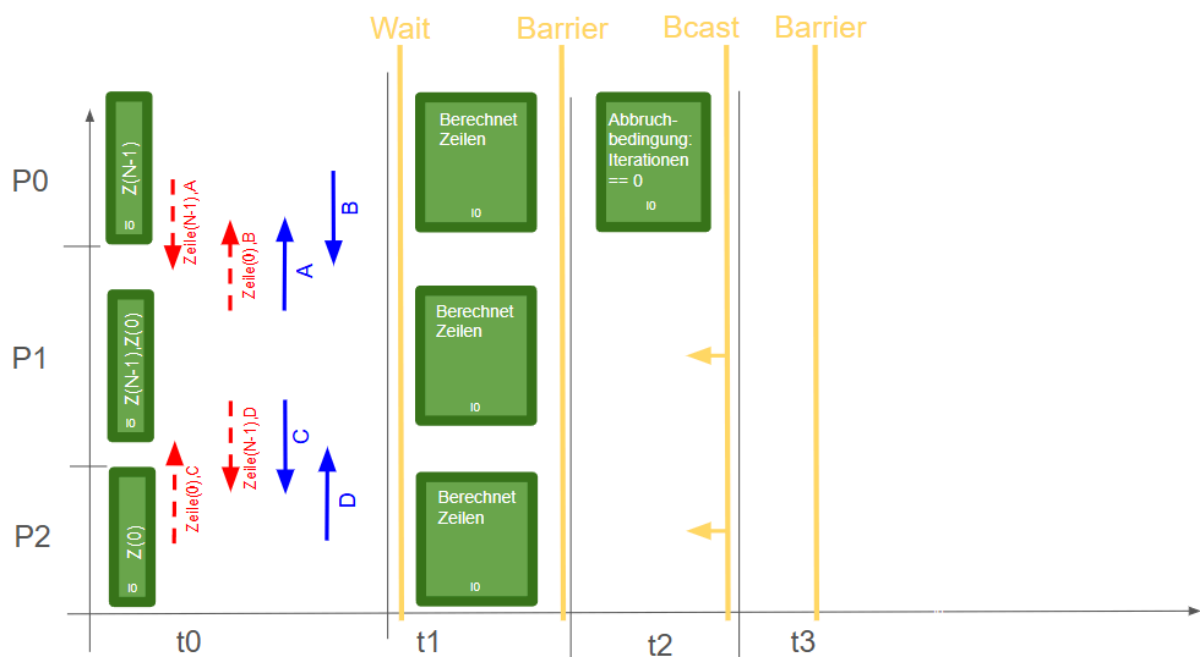 Wait
Barrier
Bcast
Barrier
P0
Z(N-1)
I0
Zeile(N-1),A
Zeile(0),B
A
B
Berechnet
Zeilen
I0
Abbruch-
bedingung:
Iterationen
== 0
I0
P1
Z(N-1),Z(0)
I0
Zeile(N-1),D
C
Berechnet
Zeilen
I0
P2
Z(0)
I0
Zeile(0),C
D
Berechnet
Zeilen
I0
t0
t1
t2
t3